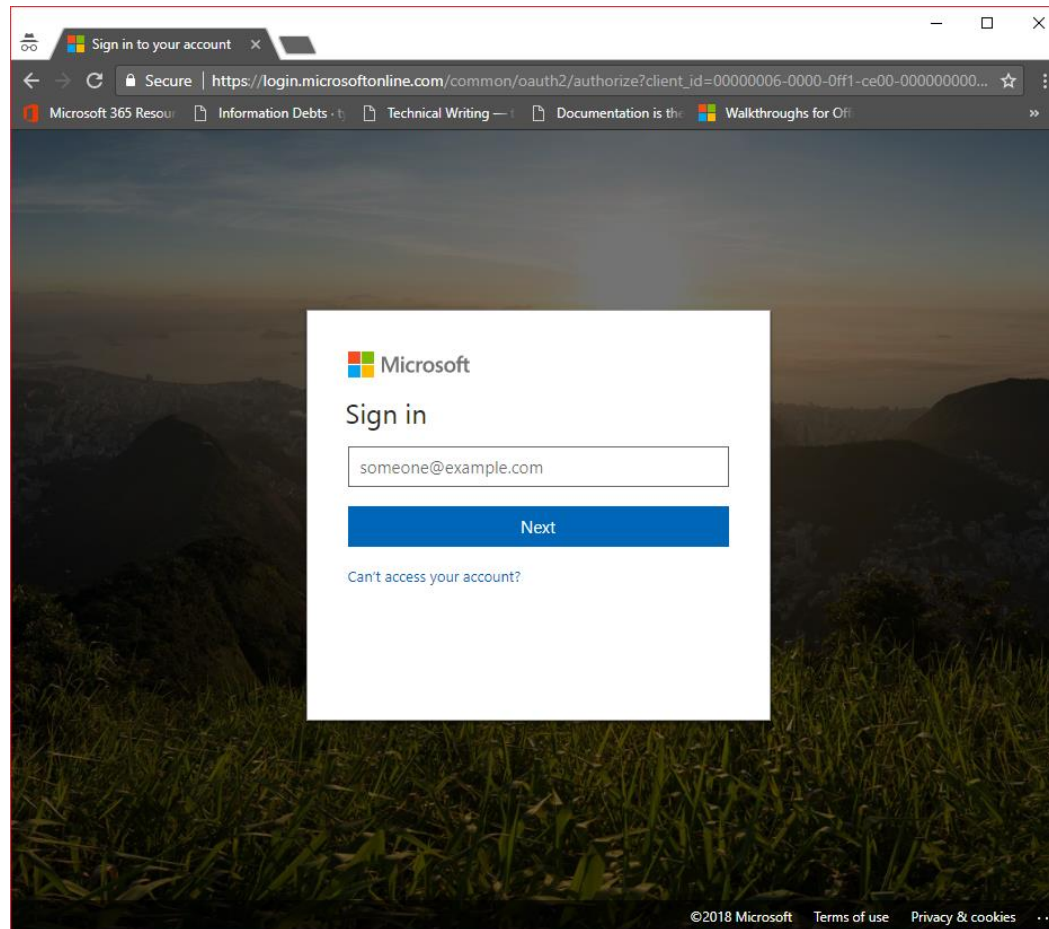 Sign in to your account
Secure | https://login.microsoftonline.com/common/oauth2/authorize?client_id=00000006-0000-0ff1-ce00-000000000...
Microsoft 365 Resour Information Debts · ty Technical Writing — Documentation is the Walkthroughs for Off
Microsoft
Sign in
someone@example.com
Next
Can't access your account?
©2018 Microsoft Terms of use Privacy & cookies ...